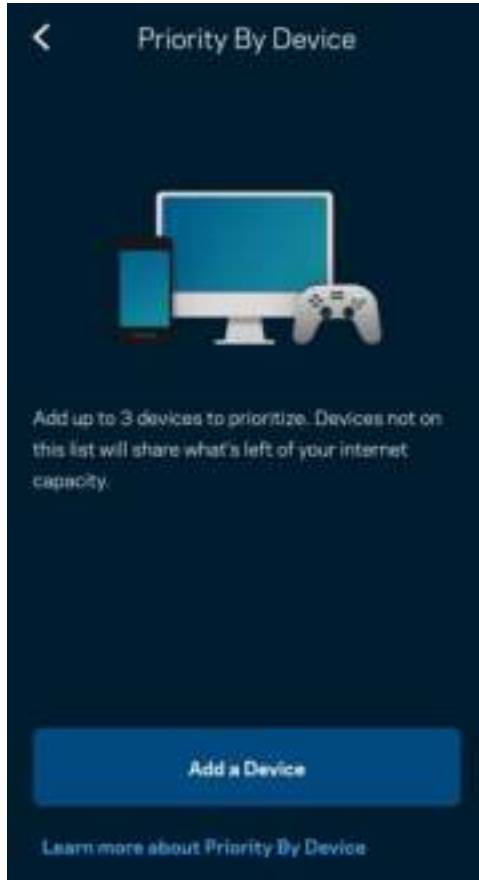 Priority By Device
Add up to 3 devices to prioritize. Devices not on
this list will share what's left of your internet
capacity.
Add a Device
Learn more about Priority By Device